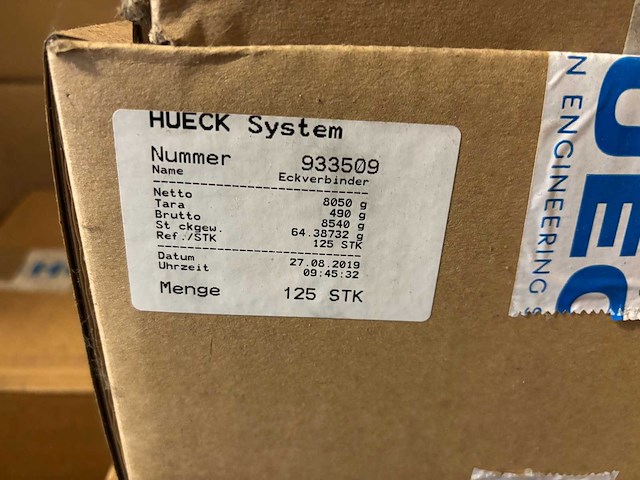 HUECK System
Nummer 933509
Name Eckverbinder
Netto 8050 g
Tara 490 g
Brutto 8540 g
St ckgew. 64.38732 g
Ref./STK 125 STK
Datum 27.08.2019
Uhrzeit 09:45:32
Menge 125 STK
N ENGINEERING
UEC